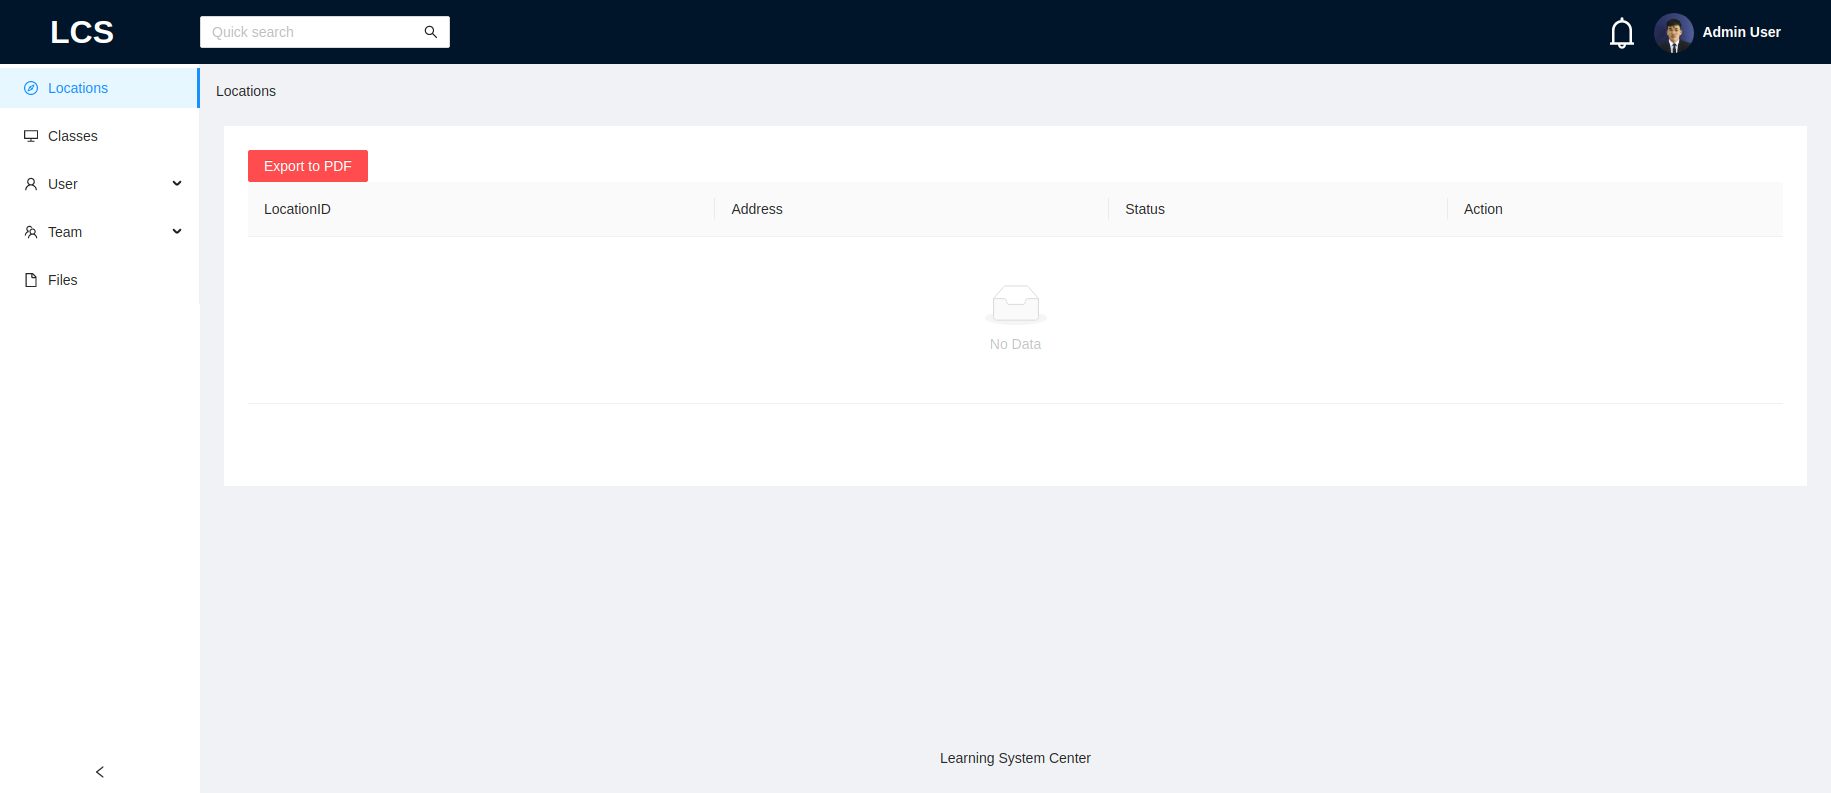 LCS
Quick search
Admin User
Locations
Classes
User
Team
Files
Locations
Export to PDF
LocationID Address Status Action
No Data
Learning System Center